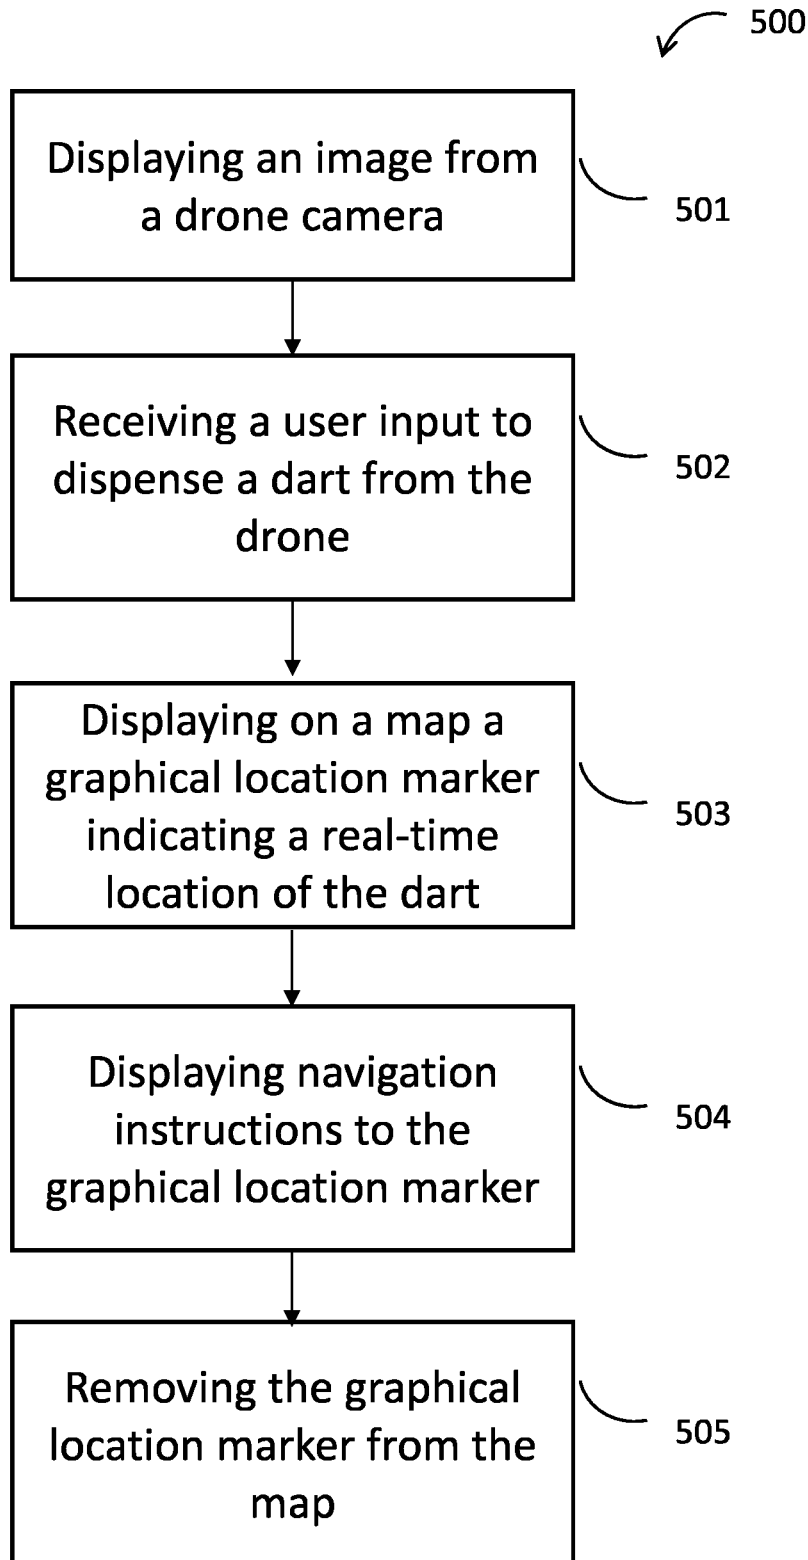 500
Displaying an image from
a drone camera
501
Receiving a user input to
dispense a dart from the
drone
502
Displaying on a map a
graphical location marker
indicating a real-time
location of the dart
503
Displaying navigation
instructions to the
graphical location marker
504
Removing the graphical
location marker from the
map
505